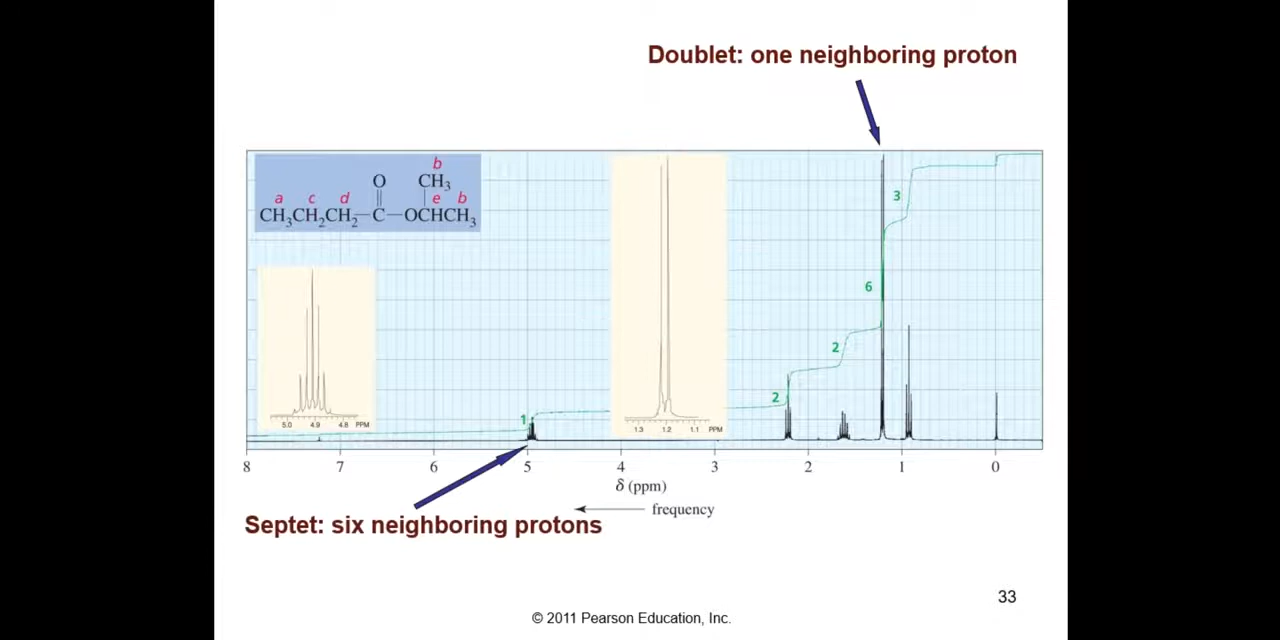 Doublet: one neighboring proton
b
O CH₃
a c d e b
CH₃CH₂CH₂—C—OCHCH₃
3
6
2
2
1
5.0 4.9 4.8 PPM
1.3 1.2 1.1 PPM
8 7 6 5 4 3 2 1 0
δ (ppm)
frequency
Septet: six neighboring protons
33
© 2011 Pearson Education, Inc.